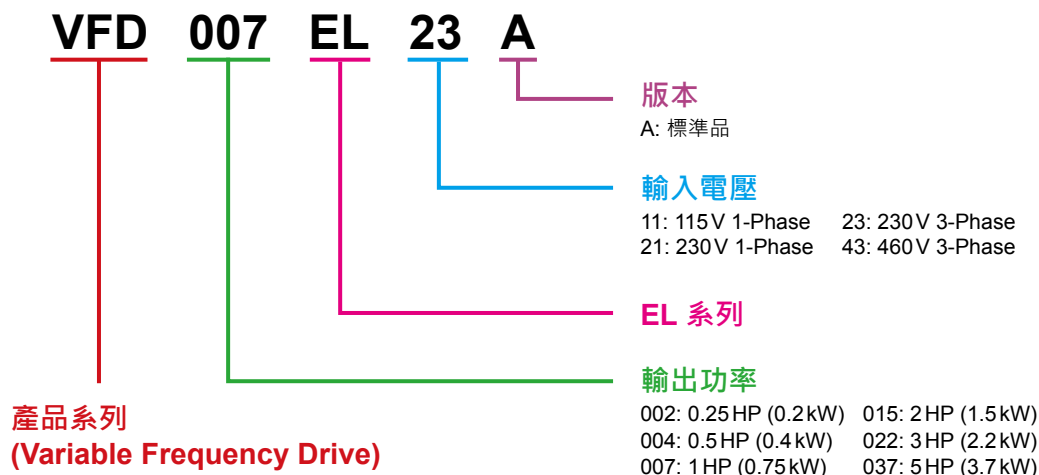 VFD 007 EL 23 A
版本
A: 標準品
輸入電壓
11: 115V 1-Phase 23: 230V 3-Phase
21: 230V 1-Phase 43: 460V 3-Phase
EL 系列
輸出功率
002: 0.25HP (0.2kW) 015: 2HP (1.5kW)
004: 0.5HP (0.4kW) 022: 3HP (2.2kW)
007: 1HP (0.75kW) 037: 5HP (3.7kW)
產品系列
(Variable Frequency Drive)